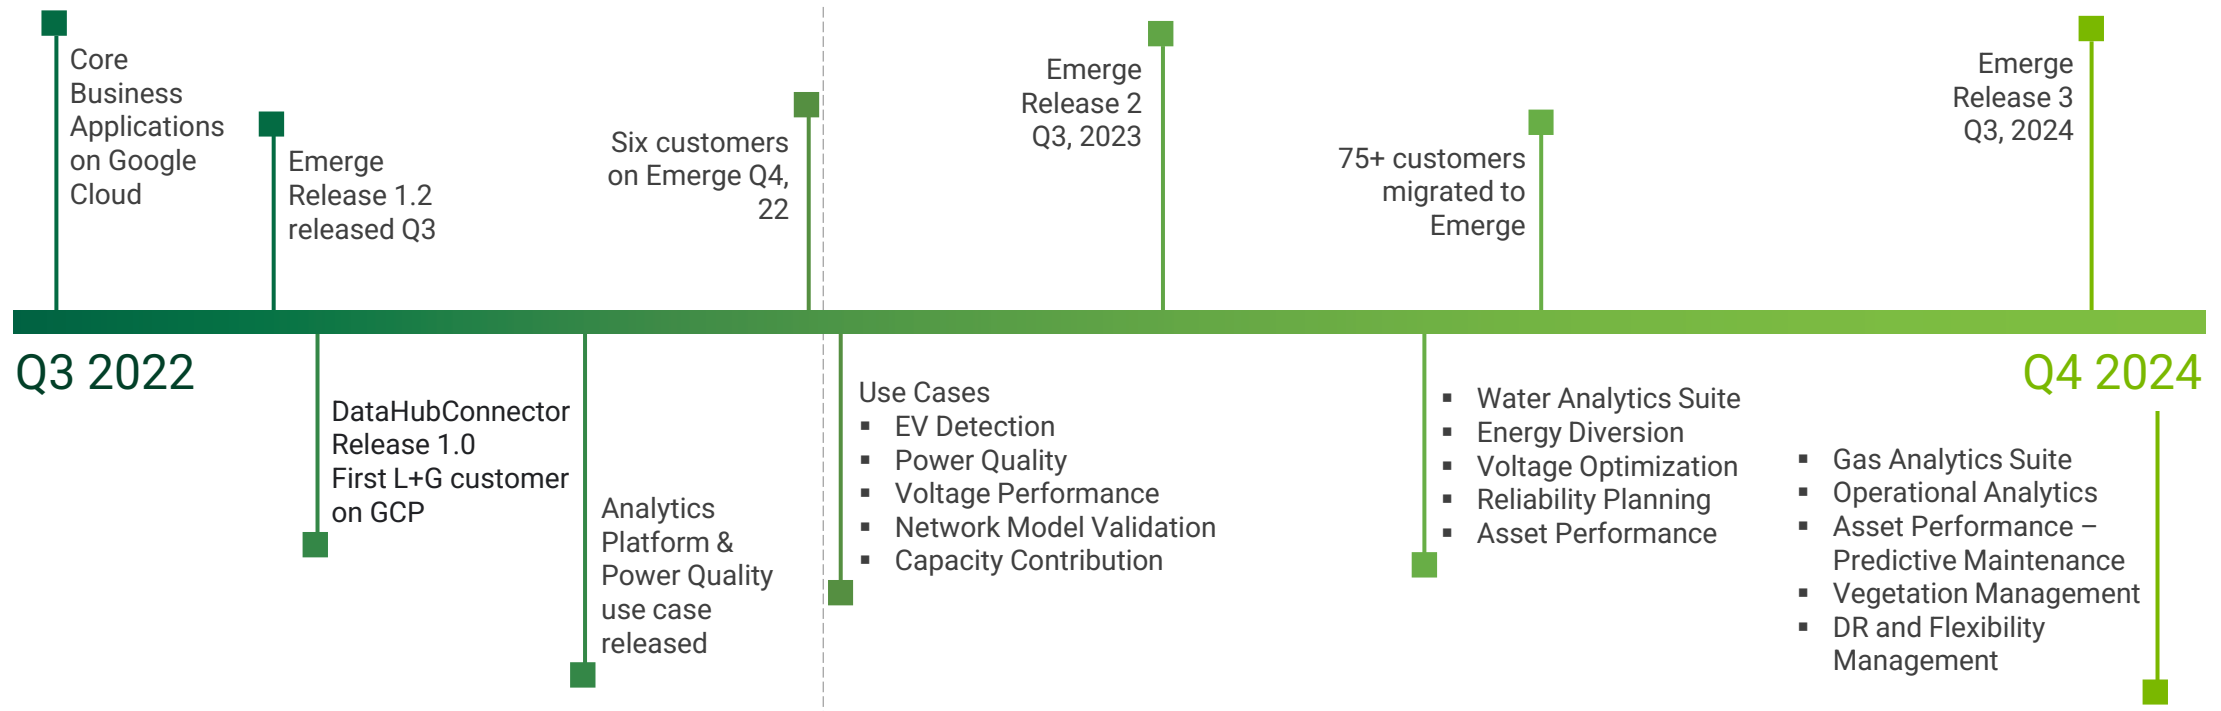 Core
Business
Applications
on Google
Cloud
Emerge
Release 1.2
released Q3
Six customers
on Emerge Q4,
22
Emerge
Release 2
Q3, 2023
75+ customers
migrated to
Emerge
Emerge
Release 3
Q3, 2024
Q3 2022
Q4 2024
DataHubConnector
Release 1.0
First L+G customer
on GCP
Analytics
Platform &
Power Quality
use case
released
Use Cases
▪ EV Detection
▪ Power Quality
▪ Voltage Performance
▪ Network Model Validation
▪ Capacity Contribution
▪ Water Analytics Suite
▪ Energy Diversion
▪ Voltage Optimization
▪ Reliability Planning
▪ Asset Performance
▪ Gas Analytics Suite
▪ Operational Analytics
▪ Asset Performance –
Predictive Maintenance
▪ Vegetation Management
▪ DR and Flexibility
Management